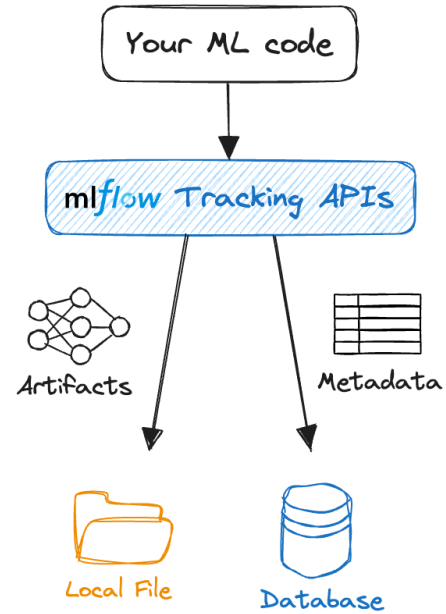 Your ML code
mlflow Tracking APIs
Artifacts
Metadata
Local File
Database